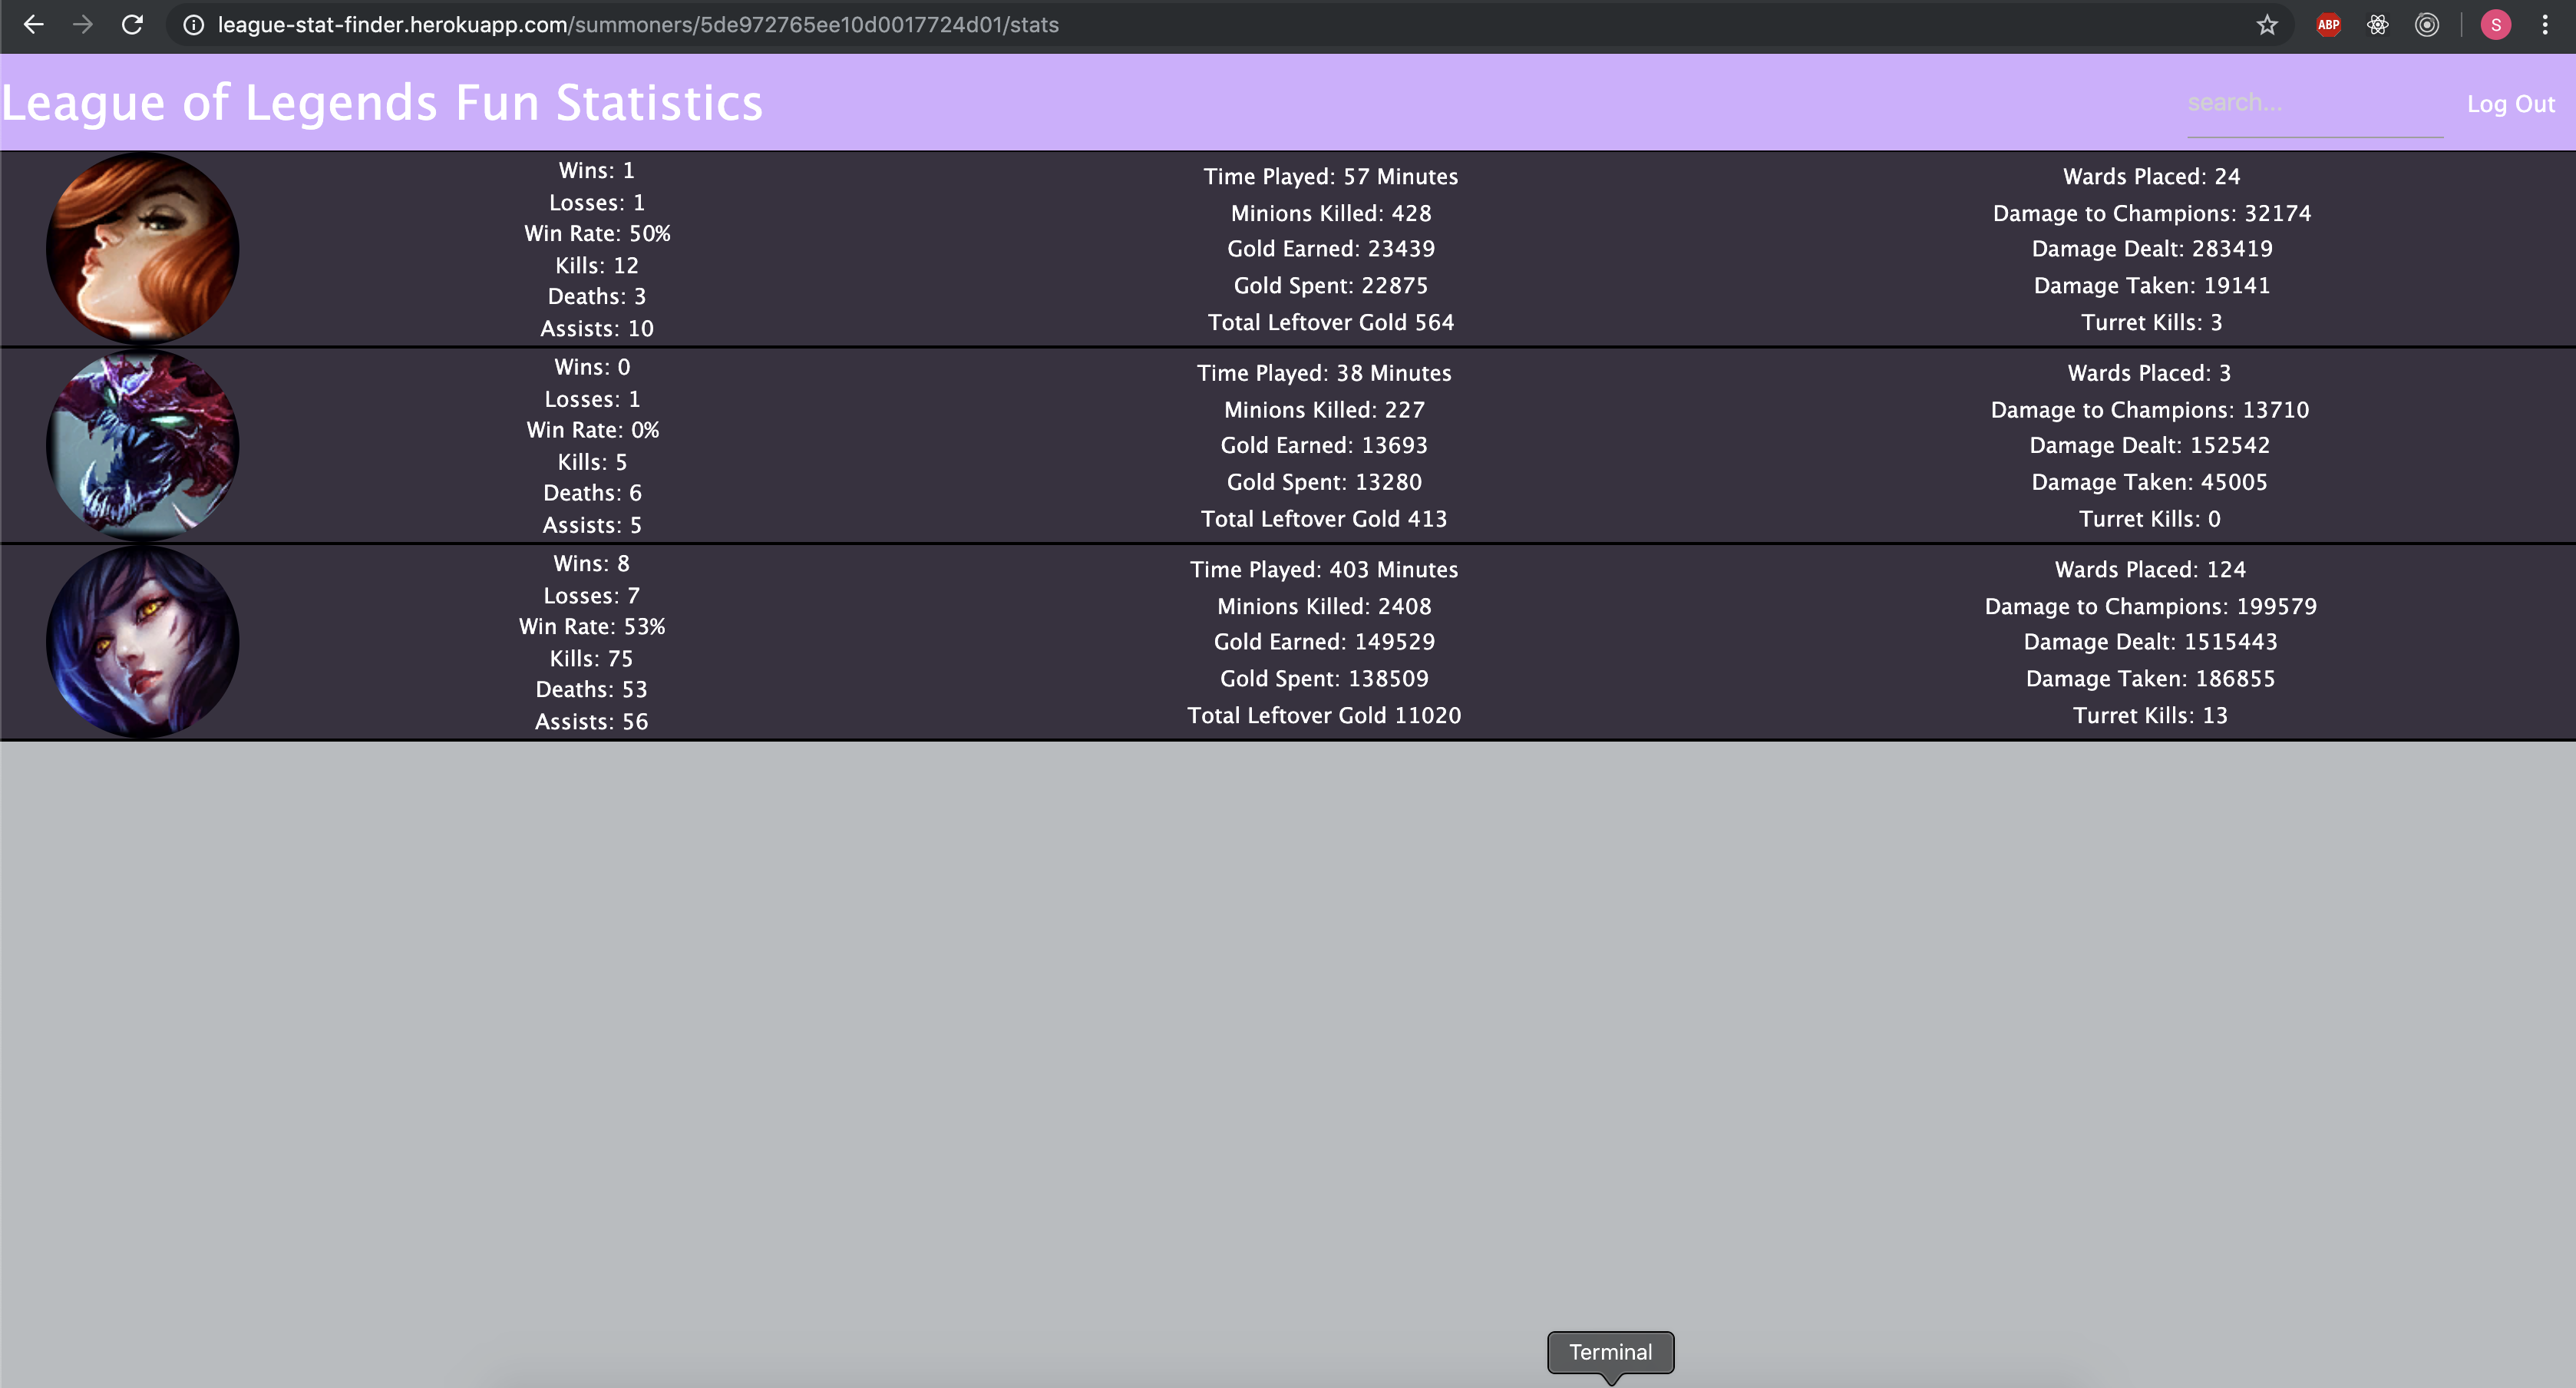 league-stat-finder.herokuapp.com/summoners/5de972765ee10d0017724d01/stats
ABP
S
League of Legends Fun Statistics
search...
Log Out
Wins: 1
Losses: 1
Win Rate: 50%
Kills: 12
Deaths: 3
Assists: 10
Time Played: 57 Minutes
Minions Killed: 428
Gold Earned: 23439
Gold Spent: 22875
Total Leftover Gold 564
Wards Placed: 24
Damage to Champions: 32174
Damage Dealt: 283419
Damage Taken: 19141
Turret Kills: 3
Wins: 0
Losses: 1
Win Rate: 0%
Kills: 5
Deaths: 6
Assists: 5
Time Played: 38 Minutes
Minions Killed: 227
Gold Earned: 13693
Gold Spent: 13280
Total Leftover Gold 413
Wards Placed: 3
Damage to Champions: 13710
Damage Dealt: 152542
Damage Taken: 45005
Turret Kills: 0
Wins: 8
Losses: 7
Win Rate: 53%
Kills: 75
Deaths: 53
Assists: 56
Time Played: 403 Minutes
Minions Killed: 2408
Gold Earned: 149529
Gold Spent: 138509
Total Leftover Gold 11020
Wards Placed: 124
Damage to Champions: 199579
Damage Dealt: 1515443
Damage Taken: 186855
Turret Kills: 13
Terminal